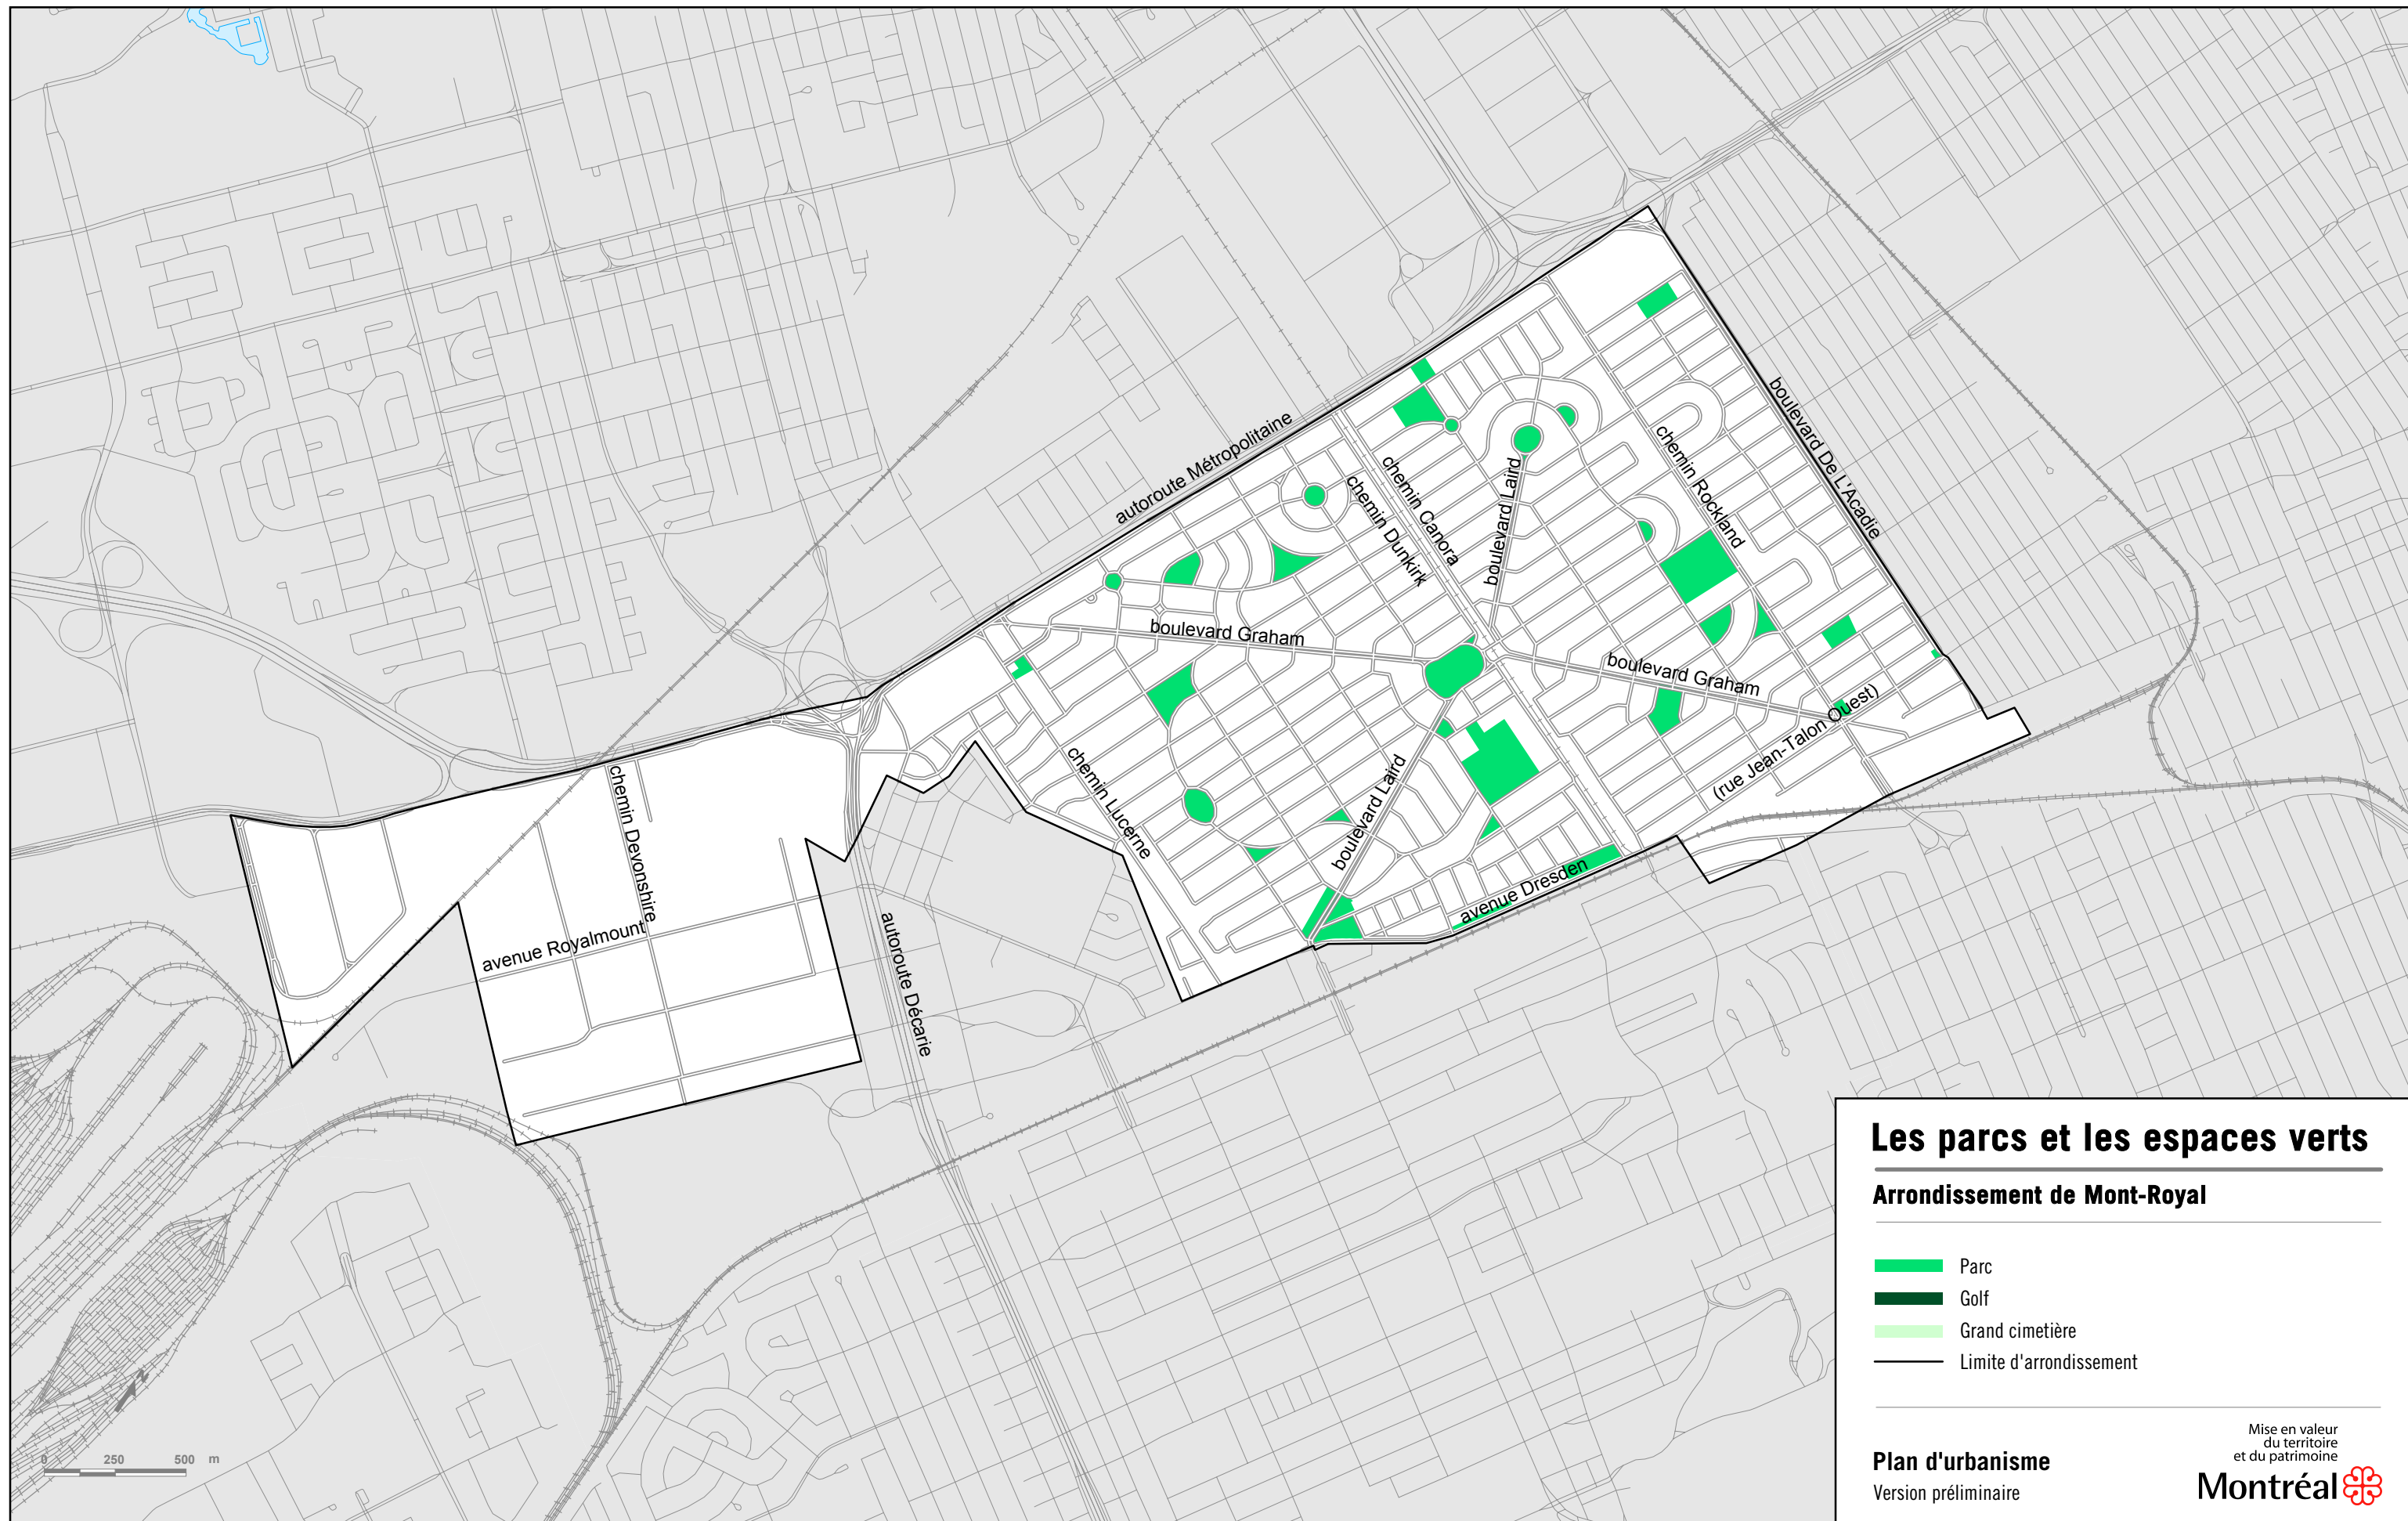 autoroute Métropolitaine
chemin Canora
chemin Dunkirk
boulevard Laird
chemin Rockland
boulevard De L'Acadie
boulevard Graham
boulevard Graham
(rue Jean-Talon Ouest)
chemin Lucerne
boulevard Laird
avenue Dresden
chemin Devonshire
avenue Royalmount
autoroute Décarie
Les parcs et les espaces verts
Arrondissement de Mont-Royal
Parc
Golf
Grand cimetière
Limite d'arrondissement
Plan d'urbanisme
Version préliminaire
Mise en valeur
du territoire
et du patrimoine
Montréal
N
0 250 500 m